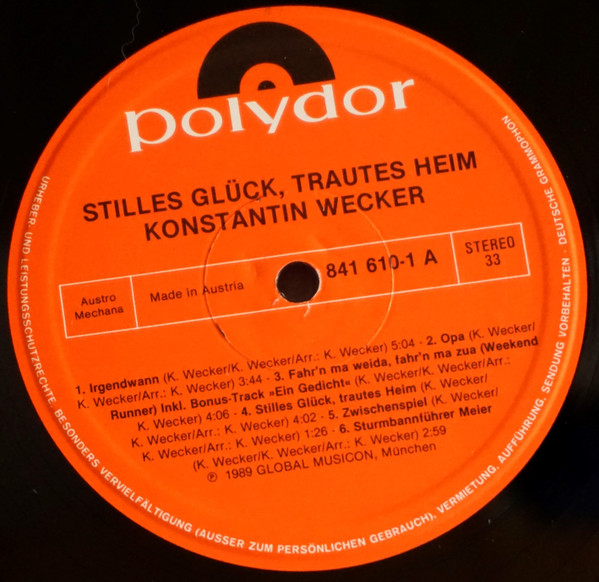 polydor
STILLES GLÜCK, TRAUTES HEIM
KONSTANTIN WECKER
Austro
Mechana
Made in Austria
841 610-1 A
STEREO
33
1. Irgendwann (K. Wecker/K. Wecker/Arr.: K. Wecker) 5:04 - 2. Opa (K. Wecker/
K. Wecker/Arr.: K. Wecker) 3:44 - 3. Fahr'n ma weida, fahr'n ma zua (Weekend
Runner) Inkl. Bonus-Track »Ein Gedicht« (K. Wecker/K. Wecker/Arr.:
K. Wecker) 4:06 - 4. Stilles Glück, trautes Heim (K. Wecker/
K. Wecker/Arr.: K. Wecker) 4:02 - 5. Zwischenspiel (K. Wecker/
K. Wecker/Arr.: K. Wecker) 1:26 - 6. Sturmbannführer Meier
(K. Wecker/K. Wecker/Arr.: K. Wecker) 2:59
℗ 1989 GLOBAL MUSICON, München
URHEBER- UND LEISTUNGSSCHUTZRECHTE BESONDERS VERVIELFÄLTIGUNG (AUSSER ZUM PERSÖNLICHEN GEBRAUCH), VERMIETUNG, AUFFÜHRUNG, SENDUNG VORBEHALTEN · DEUTSCHE GRAMMOPHON